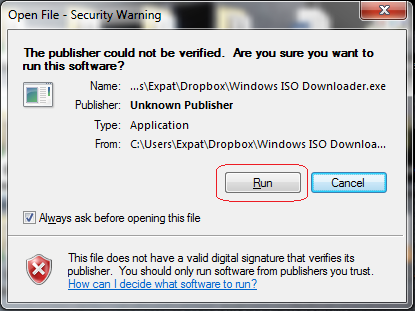 Open File - Security Warning
The publisher could not be verified.  Are you sure you want to
run this software?
Name: ...s\Expat\Dropbox\Windows ISO Downloader.exe
Publisher: Unknown Publisher
Type: Application
From: C:\Users\Expat\Dropbox\Windows ISO Downloa...
Run Cancel
Always ask before opening this file
This file does not have a valid digital signature that verifies its
publisher.  You should only run software from publishers you trust.
How can I decide what software to run?